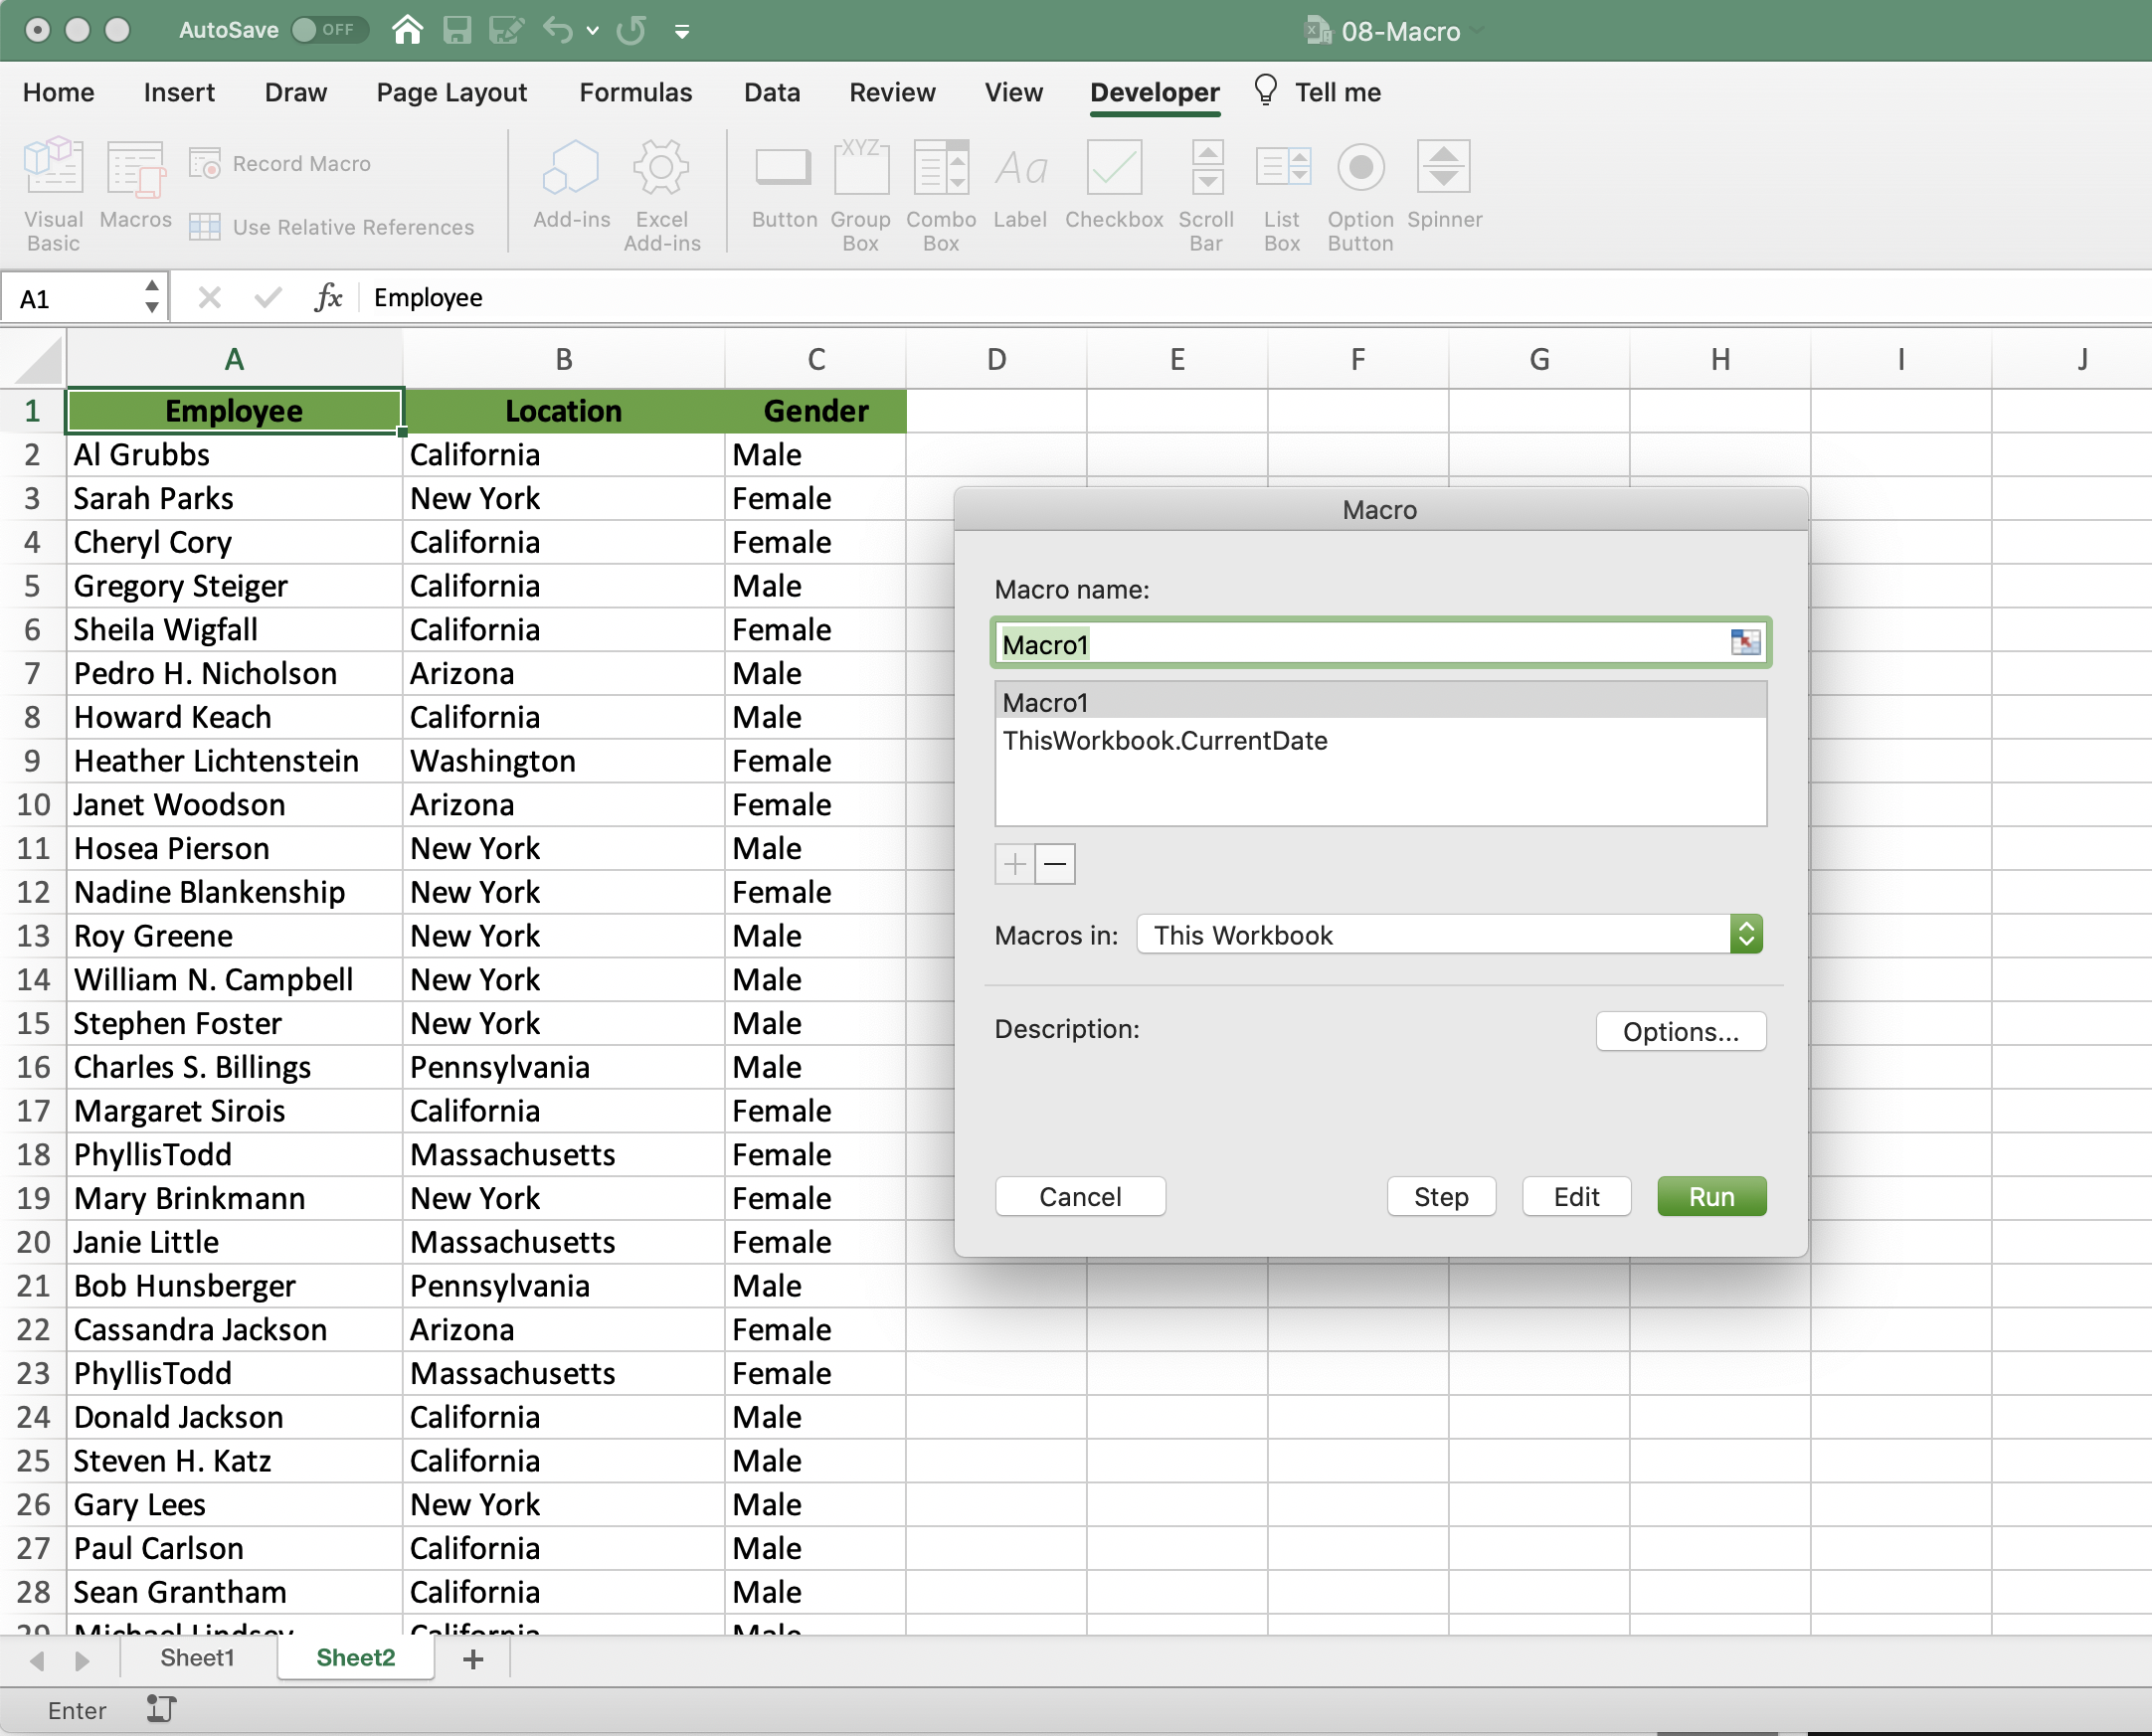 AutoSave OFF 08-Macro
Home Insert Draw Page Layout Formulas Data Review View Developer Tell me
Visual Basic Macros Record Macro Use Relative References Add-ins Excel Add-ins Button XYZ Group Box Combo Box Aa Label Checkbox Scroll Bar List Box Option Button Spinner
A1 fx Employee
A B C D E F G H I J
1 Employee Location Gender
2 Al Grubbs California Male
3 Sarah Parks New York Female
4 Cheryl Cory California Female
5 Gregory Steiger California Male
6 Sheila Wigfall California Female
7 Pedro H. Nicholson Arizona Male
8 Howard Keach California Male
9 Heather Lichtenstein Washington Female
10 Janet Woodson Arizona Female
11 Hosea Pierson New York Male
12 Nadine Blankenship New York Female
13 Roy Greene New York Male
14 William N. Campbell New York Male
15 Stephen Foster New York Male
16 Charles S. Billings Pennsylvania Male
17 Margaret Sirois California Female
18 PhyllisTodd Massachusetts Female
19 Mary Brinkmann New York Female
20 Janie Little Massachusetts Female
21 Bob Hunsberger Pennsylvania Male
22 Cassandra Jackson Arizona Female
23 PhyllisTodd Massachusetts Female
24 Donald Jackson California Male
25 Steven H. Katz California Male
26 Gary Lees New York Male
27 Paul Carlson California Male
28 Sean Grantham California Male
29 Michael Lindsey California Male
Macro
Macro name:
Macro1
Macro1
ThisWorkbook.CurrentDate
Macros in: This Workbook
Description: Options...
Cancel Step Edit Run
Sheet1 Sheet2
Enter